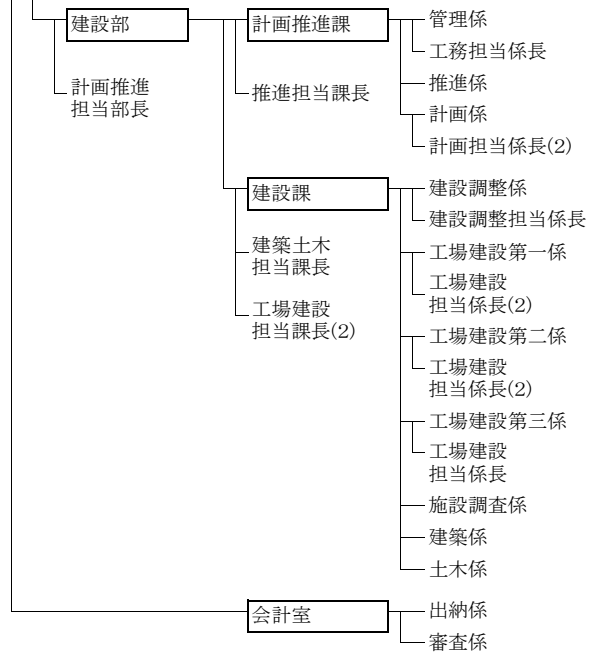 建設部
計画推進
担当部長
計画推進課
推進担当課長
管理係
工務担当係長
推進係
計画係
計画担当係長(2)
建設課
建築土木
担当課長
工場建設
担当課長(2)
建設調整係
建設調整担当係長
工場建設第一係
工場建設
担当係長(2)
工場建設第二係
工場建設
担当係長(2)
工場建設第三係
工場建設
担当係長
施設調査係
建築係
土木係
会計室
出納係
審査係